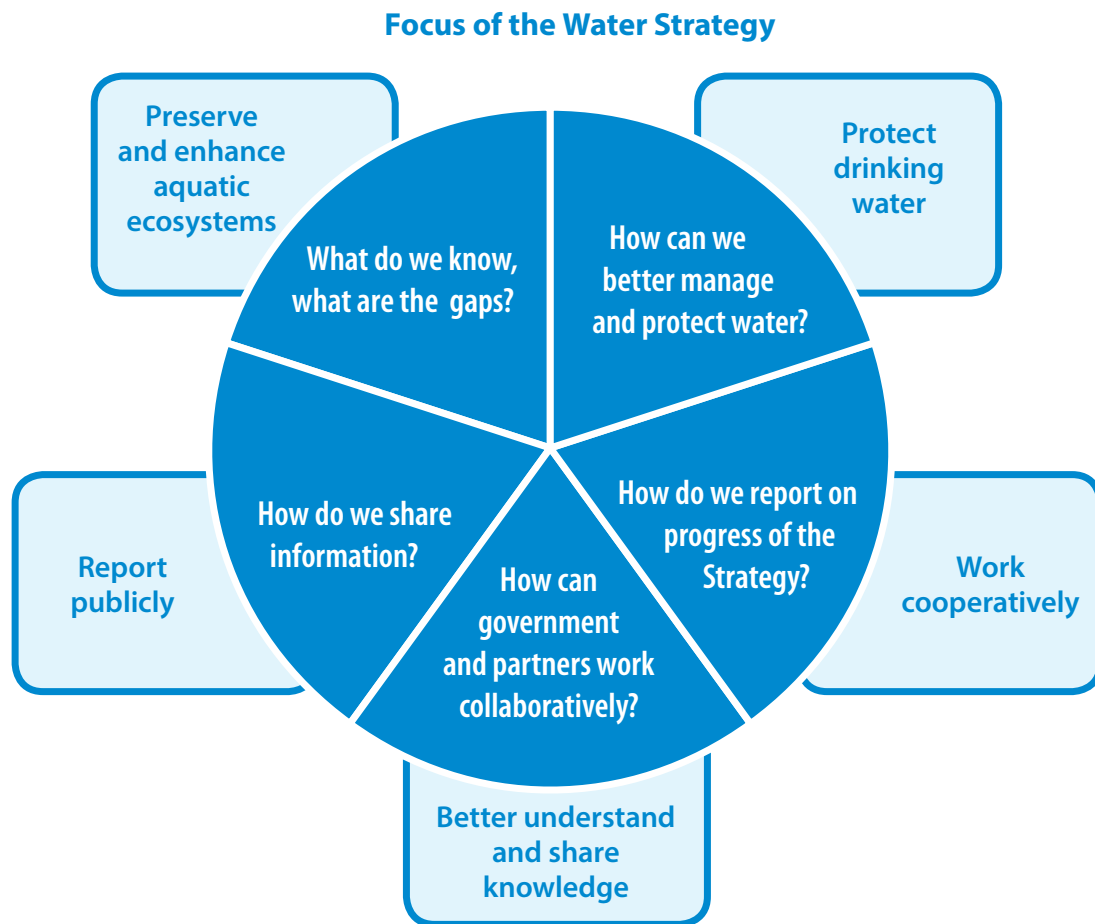 Focus of the Water Strategy
Preserve
and enhance
aquatic
ecosystems
Protect
drinking
water
What do we know,
what are the gaps?
How can we
better manage
and protect water?
How do we share
information?
How do we report on
progress of the
Strategy?
How can
government
and partners work
collaboratively?
Report
publicly
Work
cooperatively
Better understand
and share
knowledge